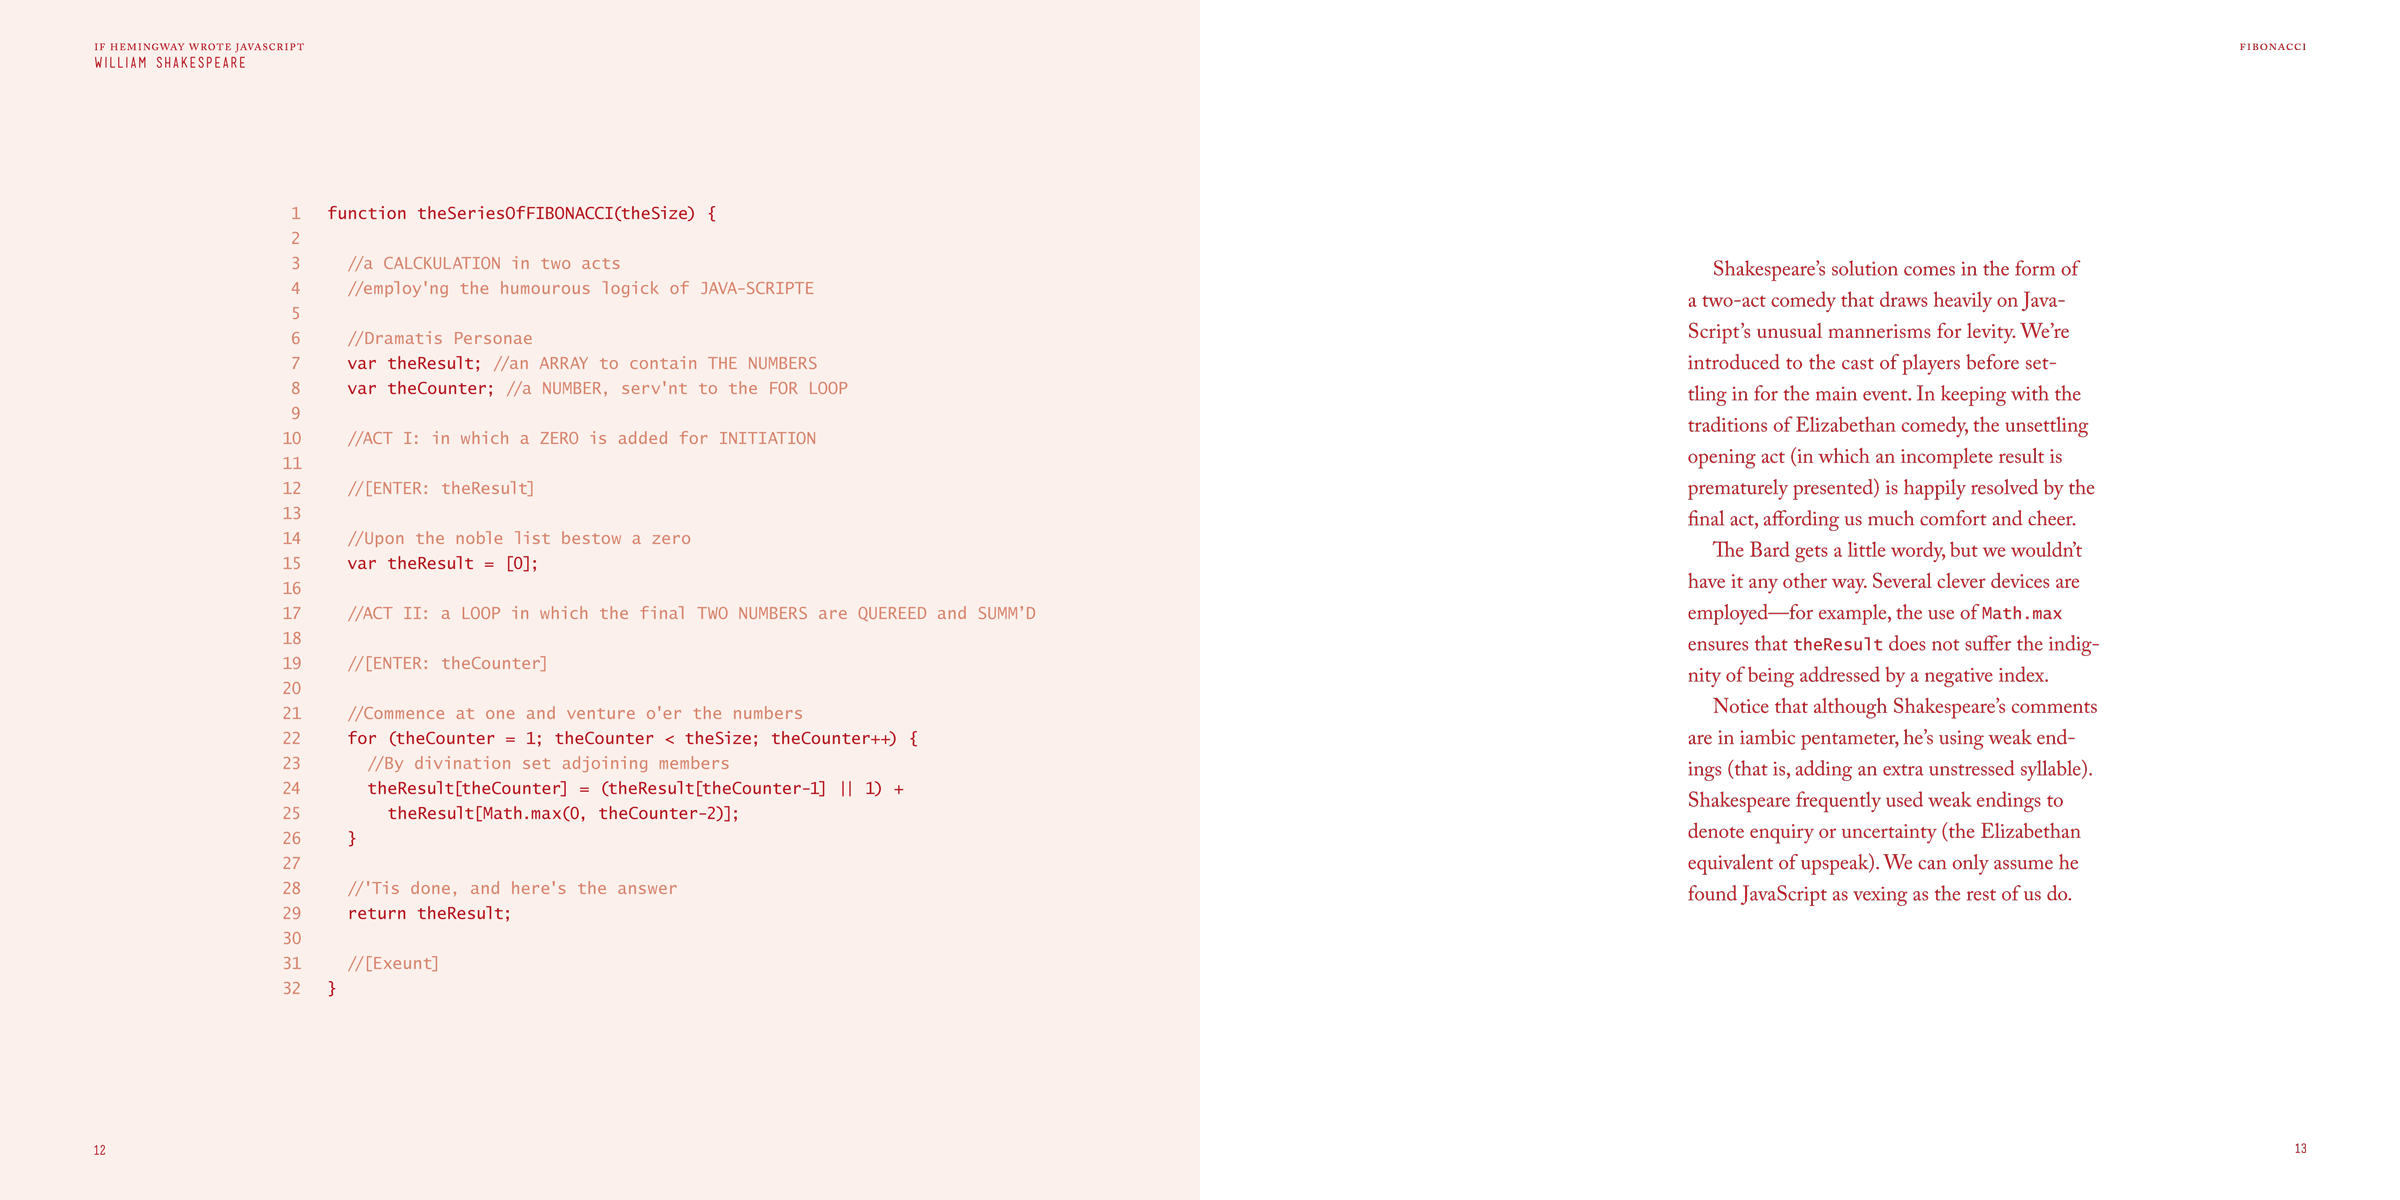 IF HEMINGWAY WROTE JAVASCRIPT
WILLIAM SHAKESPEARE
1 function theSeriesOfFIBONACCI(theSize) {
2
3 //a CALCKULATION in two acts
4 //employ'ng the humourous logick of JAVA-SCRIPTE
5
6 //Dramatis Personae
7 var theResult; //an ARRAY to contain THE NUMBERS
8 var theCounter; //a NUMBER, serv'nt to the FOR LOOP
9
10 //ACT I: in which a ZERO is added for INITIATION
11
12 //[ENTER: theResult]
13
14 //Upon the noble list bestow a zero
15 var theResult = [0];
16
17 //ACT II: a LOOP in which the final TWO NUMBERS are QUEREED and SUMM’D
18
19 //[ENTER: theCounter]
20
21 //Commence at one and venture o'er the numbers
22 for (theCounter = 1; theCounter < theSize; theCounter++) {
23 //By divination set adjoining members
24 theResult[theCounter] = (theResult[theCounter-1] || 1) +
25 theResult[Math.max(0, theCounter-2)];
26 }
27
28 //'Tis done, and here's the answer
29 return theResult;
30
31 //[Exeunt]
32 }
12
FIBONACCI
Shakespeare’s solution comes in the form of
a two-act comedy that draws heavily on Java-
Script’s unusual mannerisms for levity. We’re
introduced to the cast of players before set-
tling in for the main event. In keeping with the
traditions of Elizabethan comedy, the unsettling
opening act (in which an incomplete result is
prematurely presented) is happily resolved by the
final act, affording us much comfort and cheer.
The Bard gets a little wordy, but we wouldn’t
have it any other way. Several clever devices are
employed—for example, the use of Math.max
ensures that theResult does not suffer the indig-
nity of being addressed by a negative index.
Notice that although Shakespeare’s comments
are in iambic pentameter, he’s using weak end-
ings (that is, adding an extra unstressed syllable).
Shakespeare frequently used weak endings to
denote enquiry or uncertainty (the Elizabethan
equivalent of upspeak). We can only assume he
found JavaScript as vexing as the rest of us do.
13